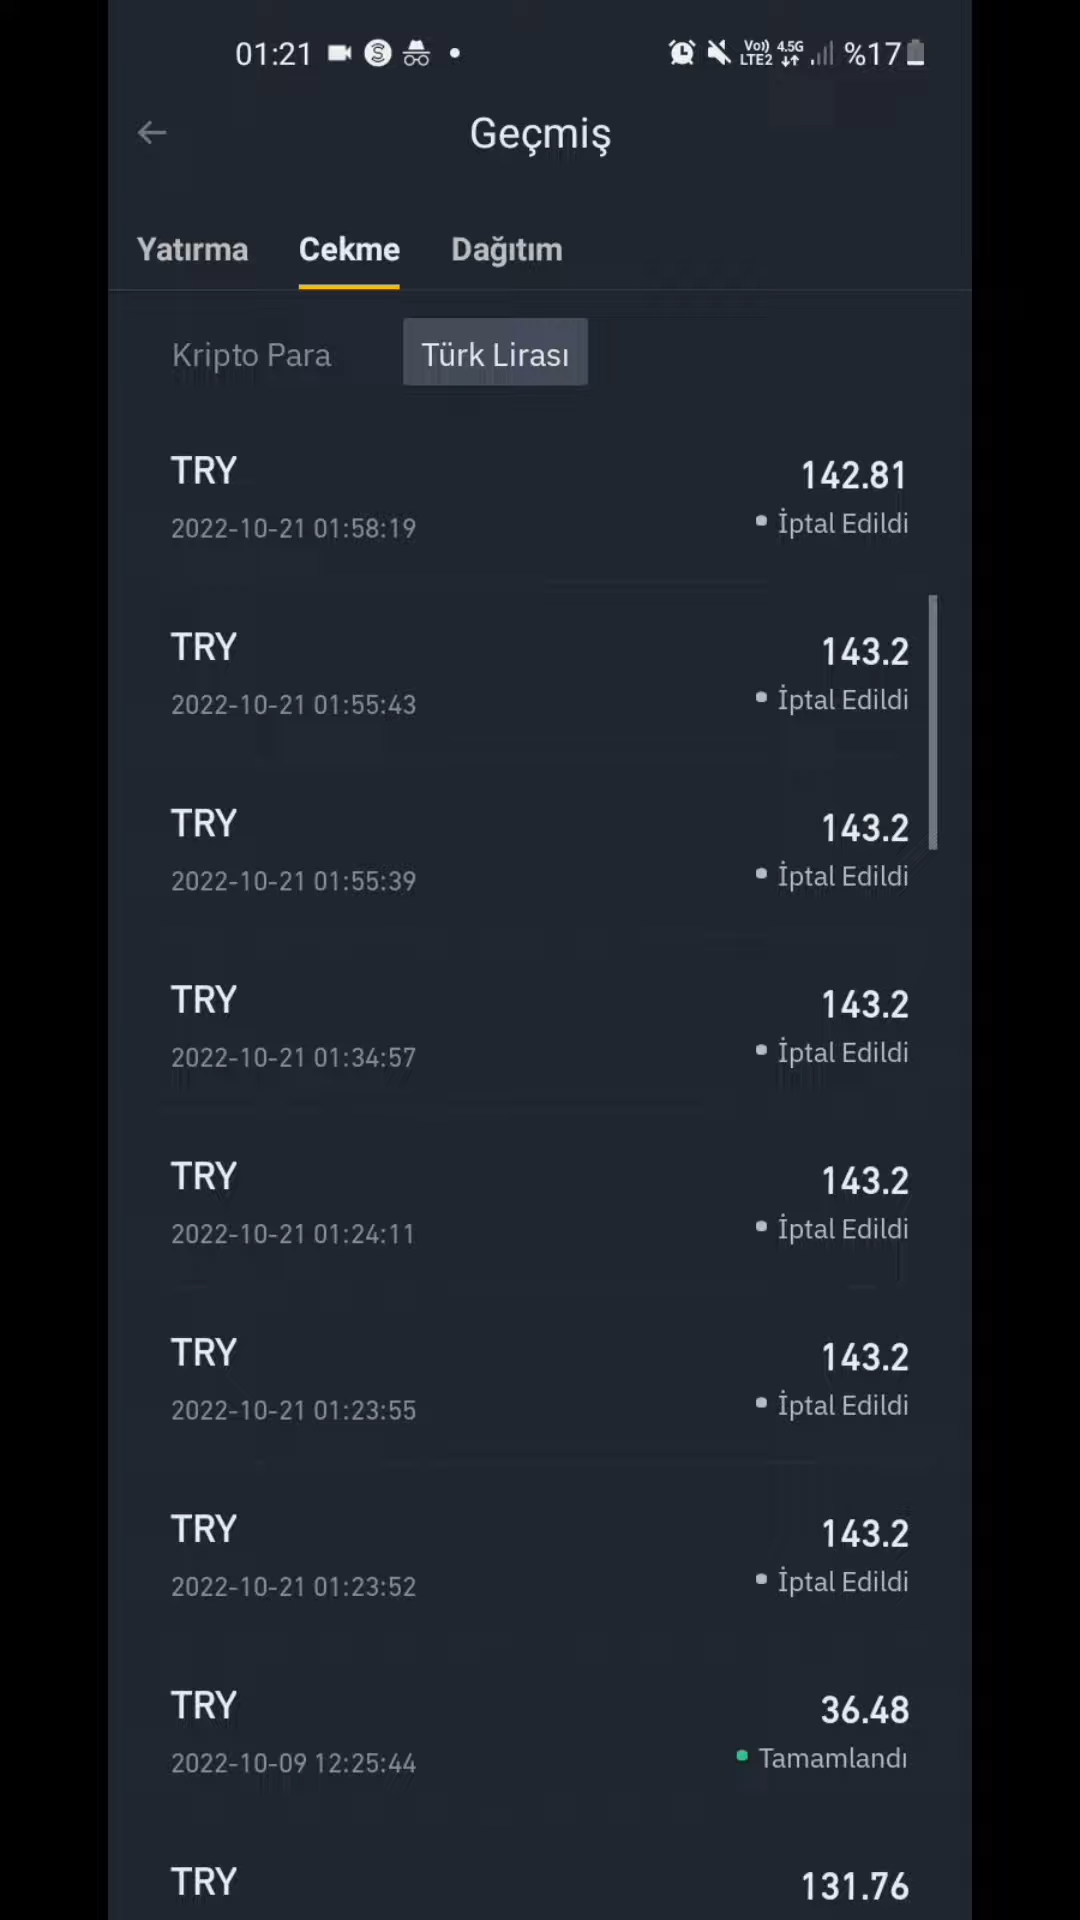 01:21 Vo)) LTE2 4.5G %17
Geçmiş
Yatırma Cekme Dağıtım
Kripto Para Türk Lirası
TRY 142.81
2022-10-21 01:58:19 İptal Edildi
TRY 143.2
2022-10-21 01:55:43 İptal Edildi
TRY 143.2
2022-10-21 01:55:39 İptal Edildi
TRY 143.2
2022-10-21 01:34:57 İptal Edildi
TRY 143.2
2022-10-21 01:24:11 İptal Edildi
TRY 143.2
2022-10-21 01:23:55 İptal Edildi
TRY 143.2
2022-10-21 01:23:52 İptal Edildi
TRY 36.48
2022-10-09 12:25:44 Tamamlandı
TRY 131.76